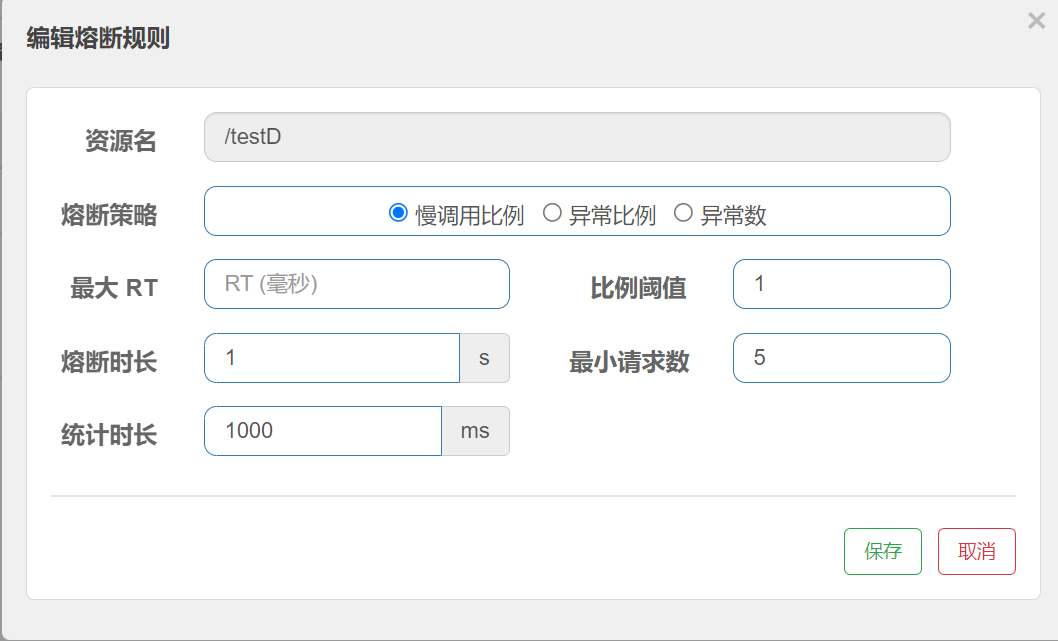 编辑熔断规则
×
资源名 /testD
熔断策略 慢调用比例 异常比例 异常数
最大 RT RT (毫秒) 比例阈值 1
熔断时长 1 s 最小请求数 5
统计时长 1000 ms
保存 取消